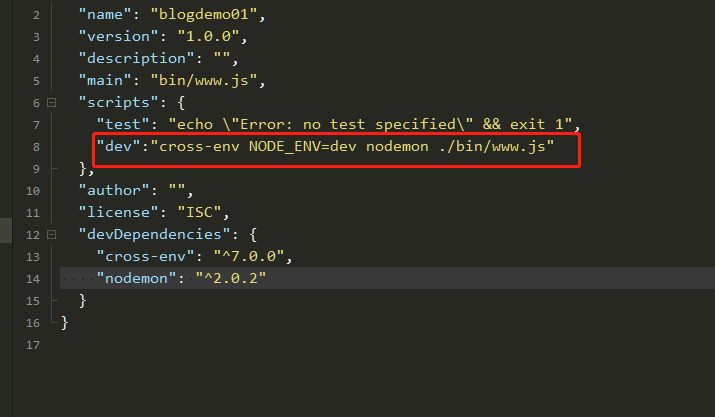 2 "name": "blogdemo01",
3 "version": "1.0.0",
4 "description": "",
5 "main": "bin/www.js",
6 "scripts": {
7 "test": "echo \"Error: no test specified\" && exit 1",
8 "dev":"cross-env NODE_ENV=dev nodemon ./bin/www.js"
9 },
10 "author": "",
11 "license": "ISC",
12 "devDependencies": {
13 "cross-env": "^7.0.0",
14 "nodemon": "^2.0.2"
15 }
16 }
17